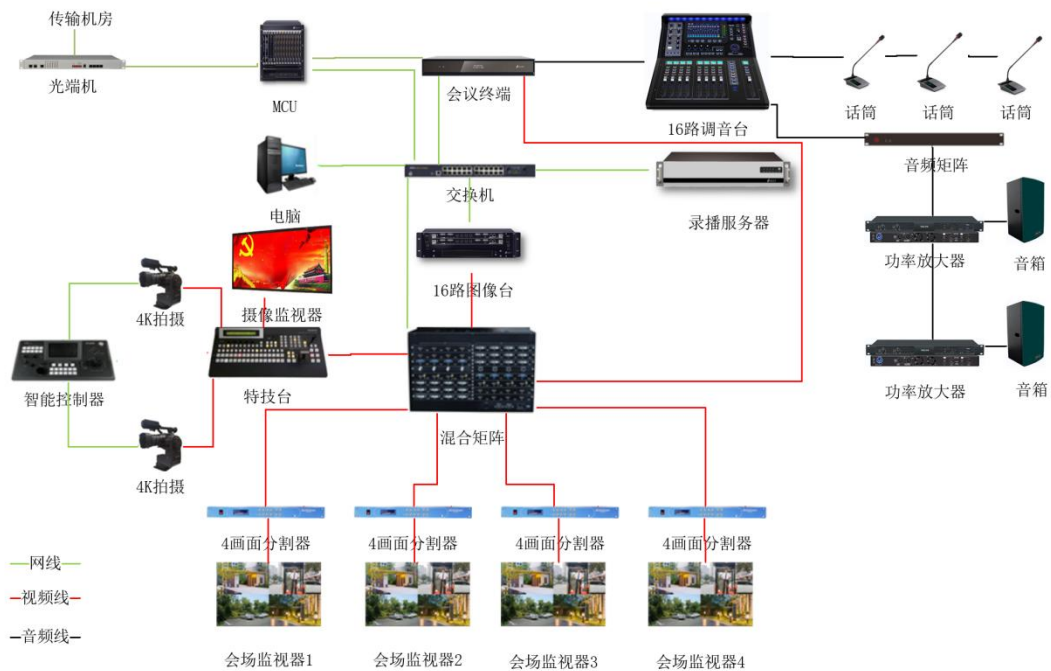 传输机房
光端机
MCU
会议终端
16路调音台
话筒
话筒
话筒
音频矩阵
电脑
交换机
录播服务器
功率放大器
音箱
4K拍摄
摄像监视器
16路图像台
智能控制器
特技台
功率放大器
音箱
混合矩阵
4K拍摄
4画面分割器
4画面分割器
4画面分割器
4画面分割器
网线
视频线
音频线
会场监视器1
会场监视器2
会场监视器3
会场监视器4